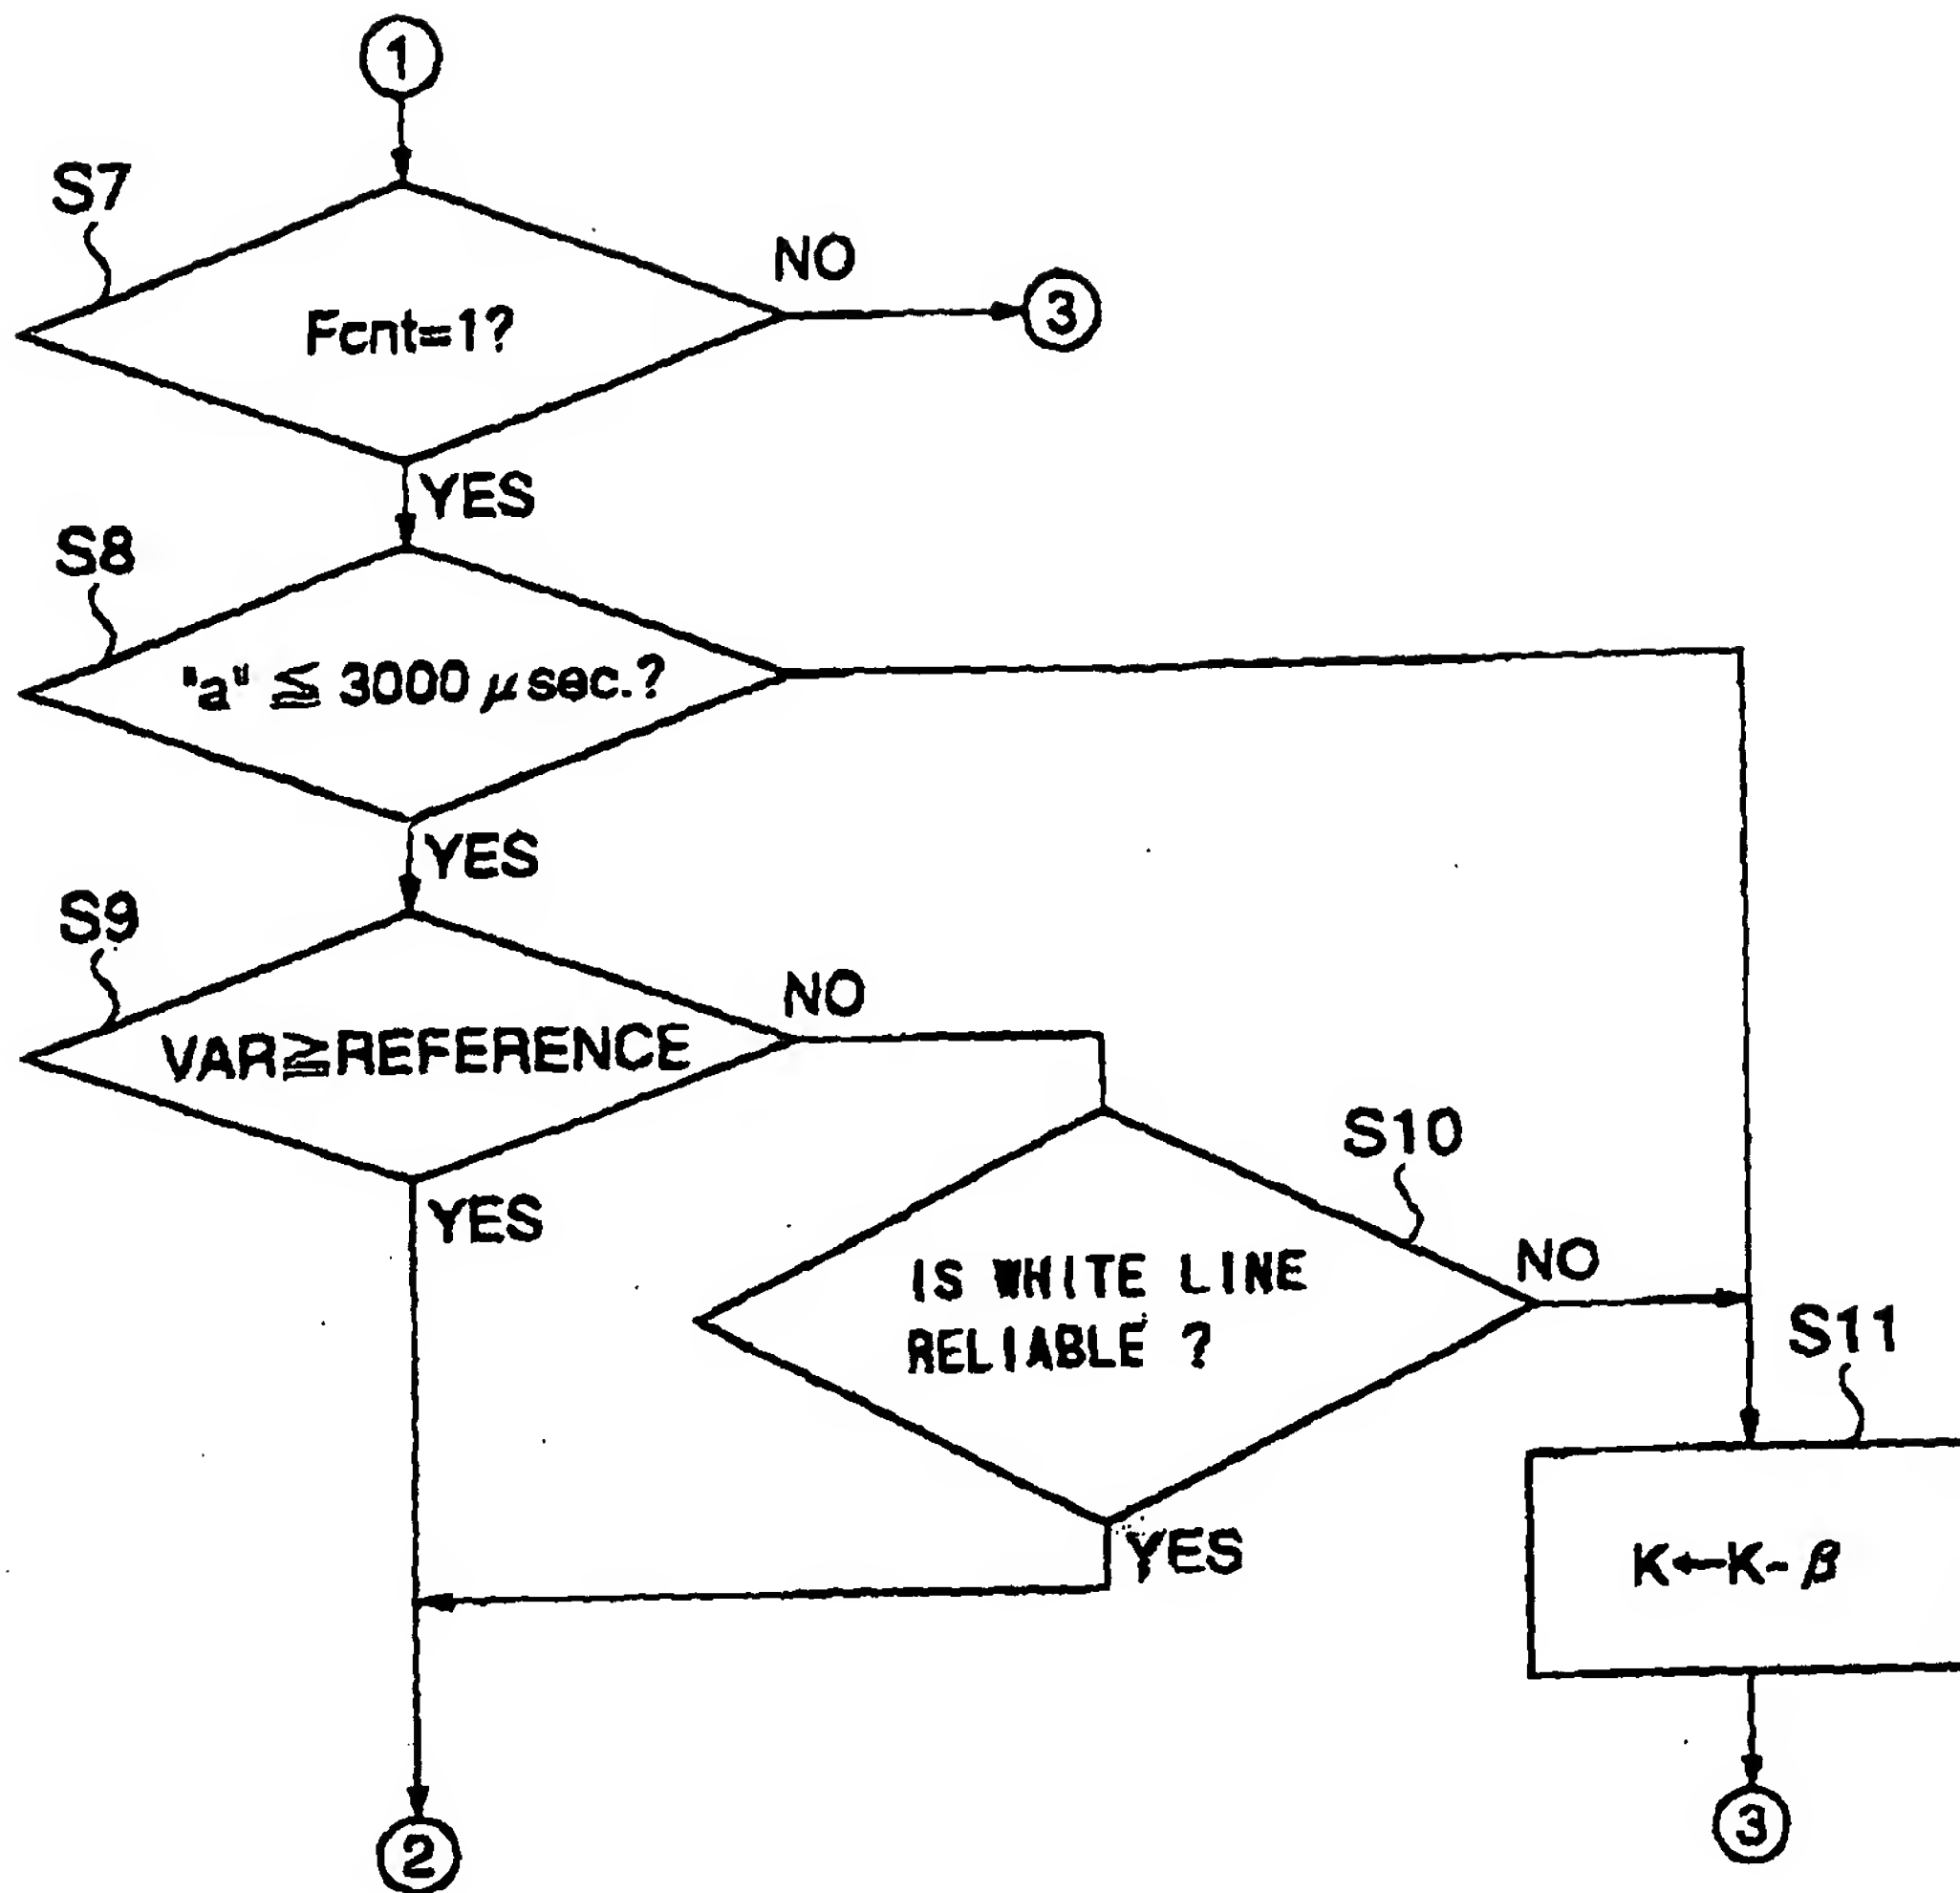 1
S7
NO
Fcnt=1?
3
YES
S8
"a" ≦ 3000 μsec.?
YES
S9
NO
VAR≧REFERENCE
S10
YES
IS WHITE LINE
RELIABLE ?
NO
S11
YES
K←K-β
2
3